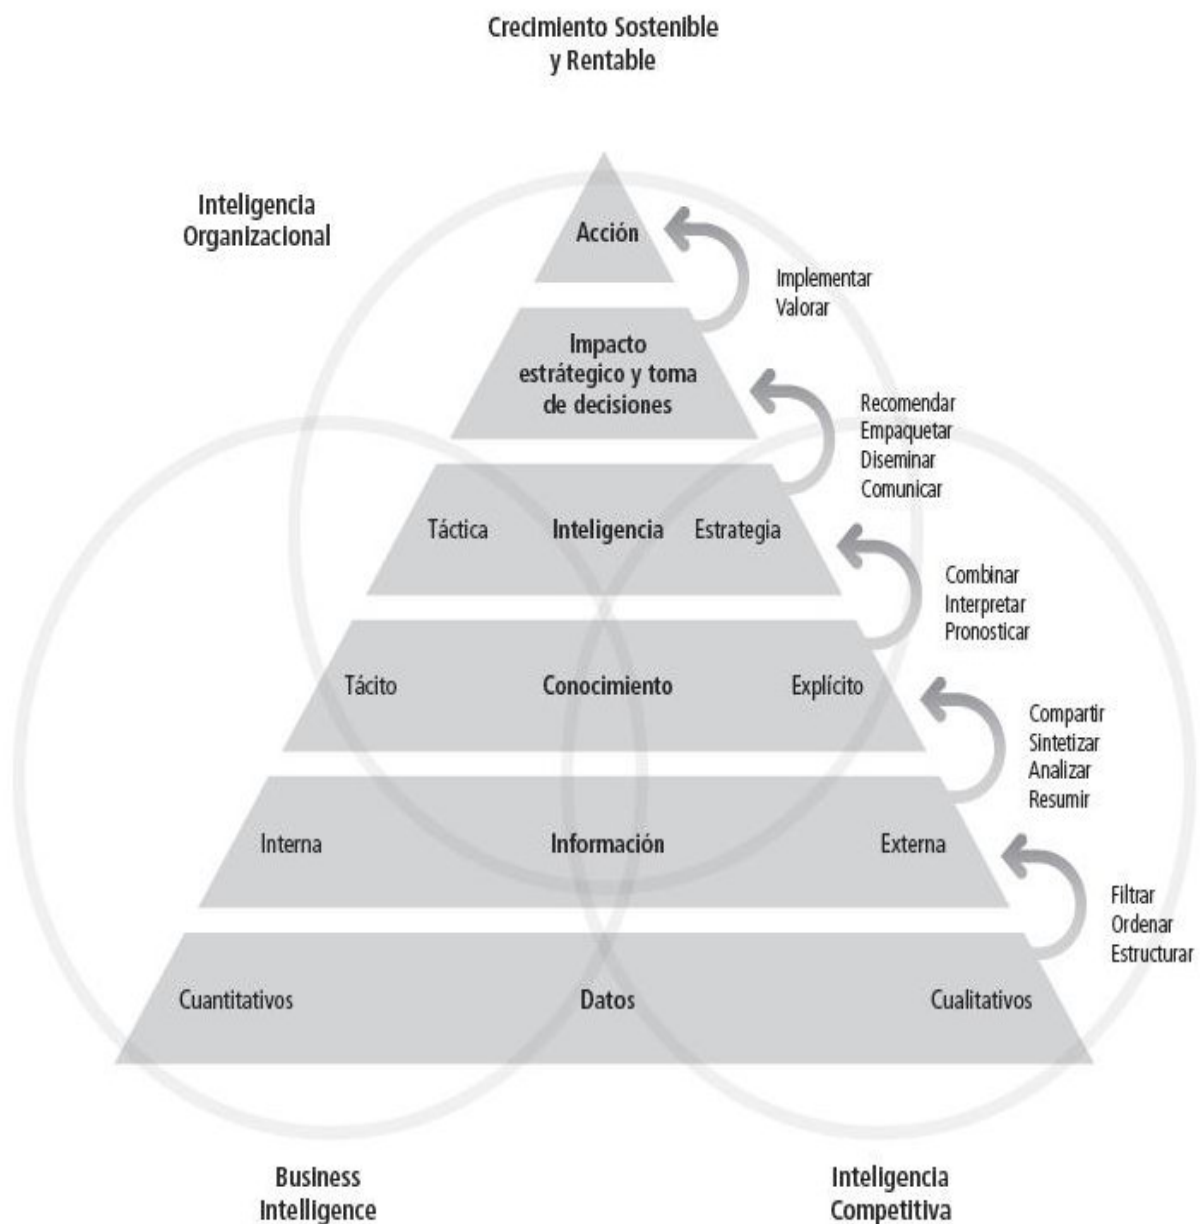 Crecimiento Sostenible
y Rentable
Inteligencia
Organizacional
Acción
Implementar
Valorar
Impacto
estrátegico y toma
de decisiones
Recomendar
Empaquetar
Diseminar
Comunicar
Táctica Inteligencia Estrategia
Combinar
Interpretar
Pronosticar
Tácito Conocimiento Explícito
Compartir
Sintetizar
Analizar
Resumir
Interna Información Externa
Filtrar
Ordenar
Estructurar
Cuantitativos Datos Cualitativos
Business
Intelligence
Inteligencia
Competitiva